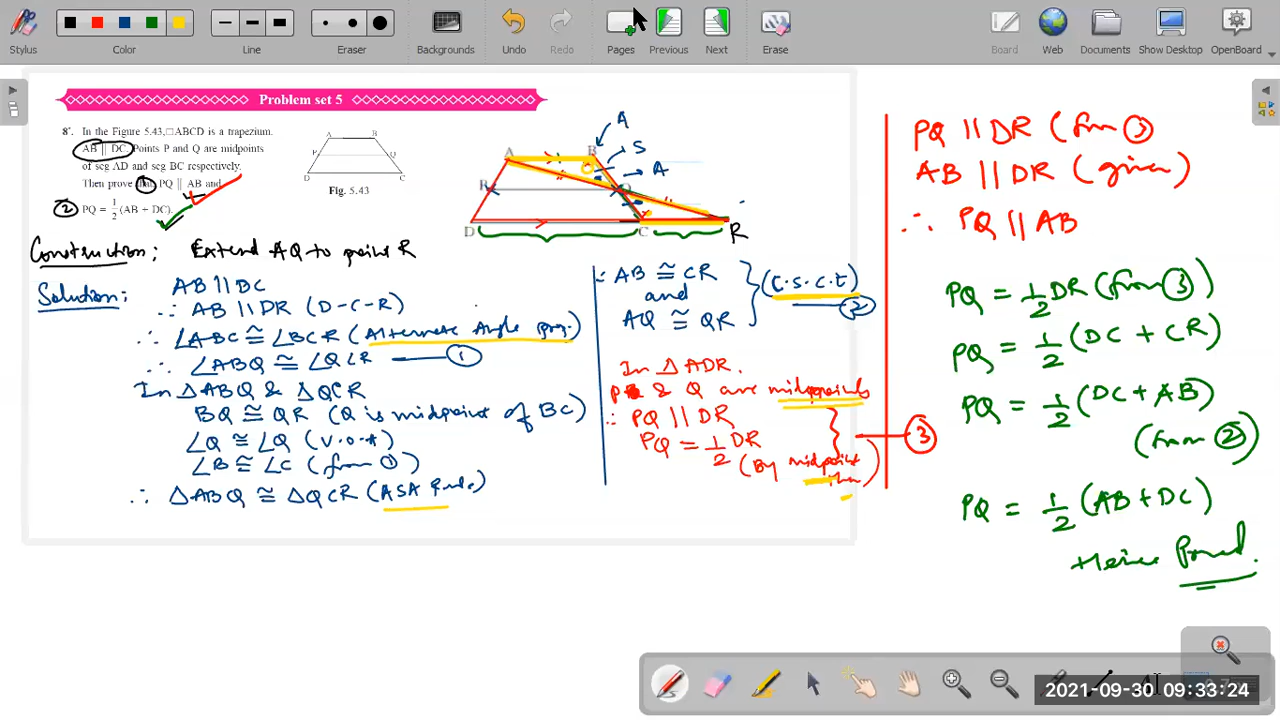 Stylus
Color
Line
Eraser
Backgrounds
Undo
Redo
Pages
Previous
Next
Erase
Board
Web
Documents
Show Desktop
OpenBoard
Problem set 5
8*. In the Figure 5.43, □ABCD is a trapezium.
AB || DC. Points P and Q are midpoints
of seg AD and seg BC respectively.
Then prove that, PQ || AB and
② PQ = 1/2 (AB + DC).
A B
P Q
D C
Fig. 5.43
A
S
A
A B
Q
D C R
Construction: Extend AQ to point R
Solution: AB || DC
∴ AB || DR (D-C-R)
∴ ∠ABC ≅ ∠BCR (Alternate Angle prop.)
∴ ∠ABQ ≅ ∠QCR — ①
In △ABQ & △QCR
BQ ≅ QR (Q is midpoint of BC)
∠Q ≅ ∠Q (V.O.A)
∠B ≅ ∠C (from ①)
∴ △ABQ ≅ △QCR (ASA Rule)
∴ AB ≅ CR
and
AQ ≅ QR
(C.S.C.T) — ②
In △ADR.
P & Q are midpoints
∴ PQ || DR
PQ = 1/2 DR
(By midpoint thm) — ③
PQ || DR (from ③)
AB || DR (given)
∴ PQ || AB
PQ = 1/2 DR (from ③)
PQ = 1/2 (DC + CR)
PQ = 1/2 (DC + AB)
(from ②)
PQ = 1/2 (AB + DC)
Hence Proved.
2021-09-30 09:33:24